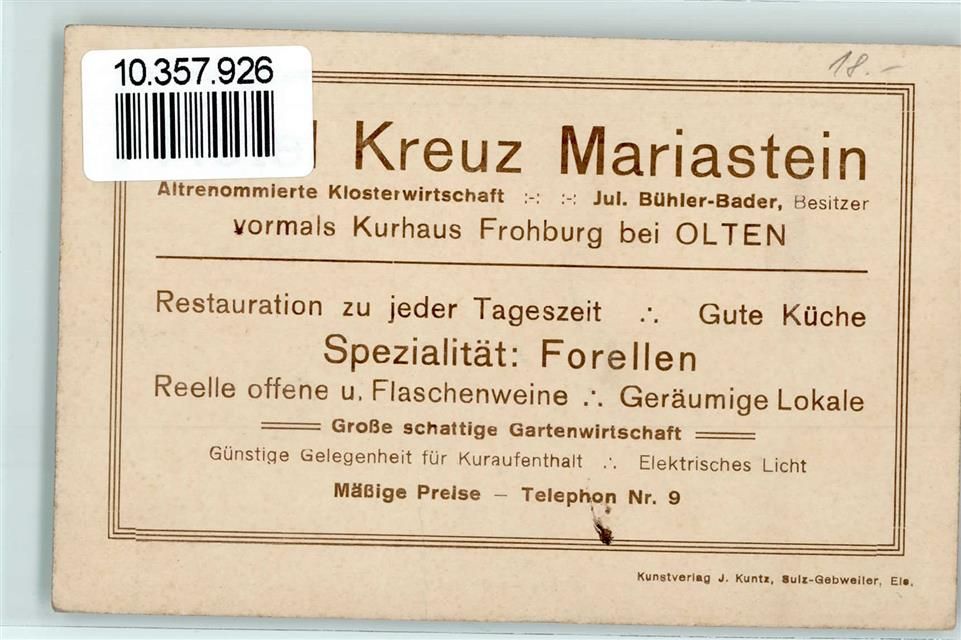 10.357.926
18.-
Kreuz Mariastein
Altrenommierte Klosterwirtschaft :-: :-: Jul. Bühler-Bader, Besitzer
vormals Kurhaus Frohburg bei OLTEN
Restauration zu jeder Tageszeit ∴ Gute Küche
Spezialität: Forellen
Reelle offene u. Flaschenweine ∴ Geräumige Lokale
Große schattige Gartenwirtschaft
Günstige Gelegenheit für Kuraufenthalt ∴ Elektrisches Licht
Mäßige Preise – Telephon Nr. 9
Kunstverlag J. Kuntz, Sulz-Gebweiler, Els.